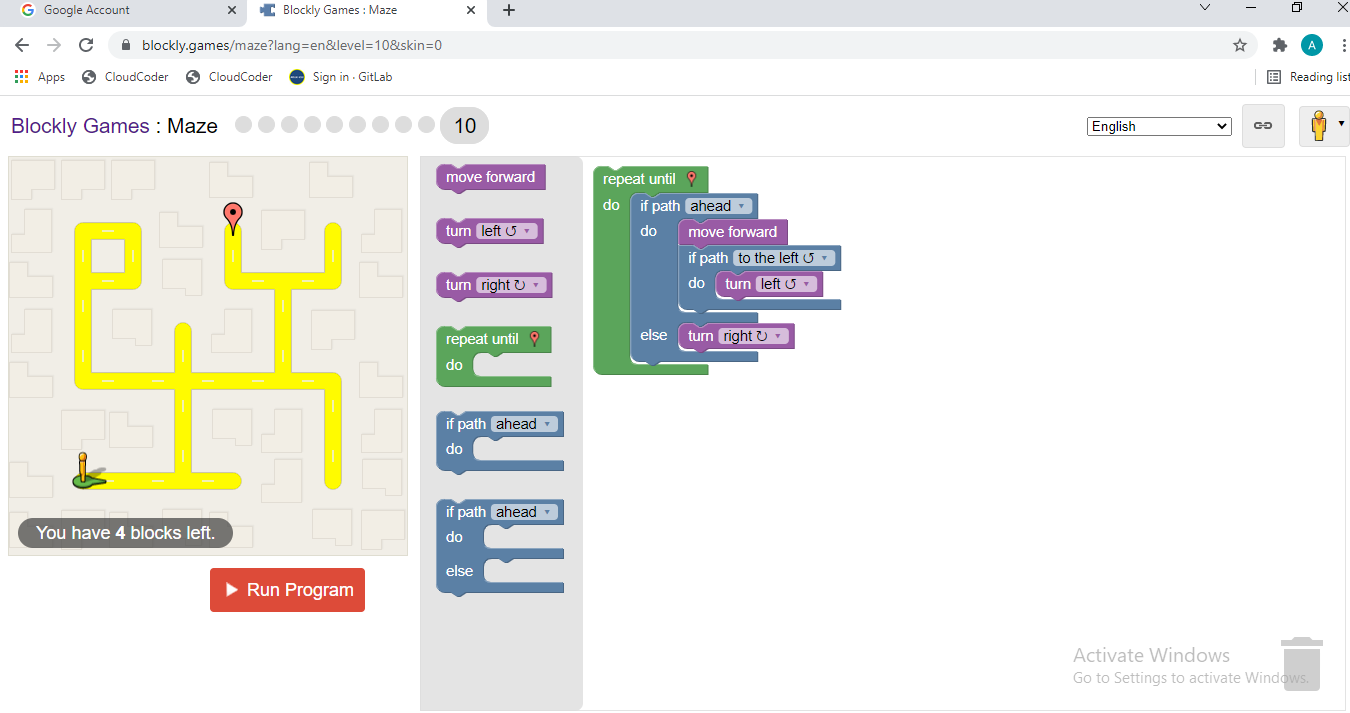 Google Account
Blockly Games : Maze
blockly.games/maze?lang=en&level=10&skin=0
A
Apps CloudCoder CloudCoder Sign in · GitLab Reading list
Blockly Games : Maze 10 English
move forward
turn left ↺
turn right ↻
repeat until
do
if path ahead
do
if path ahead
do
else
repeat until
do if path ahead
do move forward
if path to the left ↺
do turn left ↺
else turn right ↻
You have 4 blocks left.
Run Program
Activate Windows
Go to Settings to activate Windows.